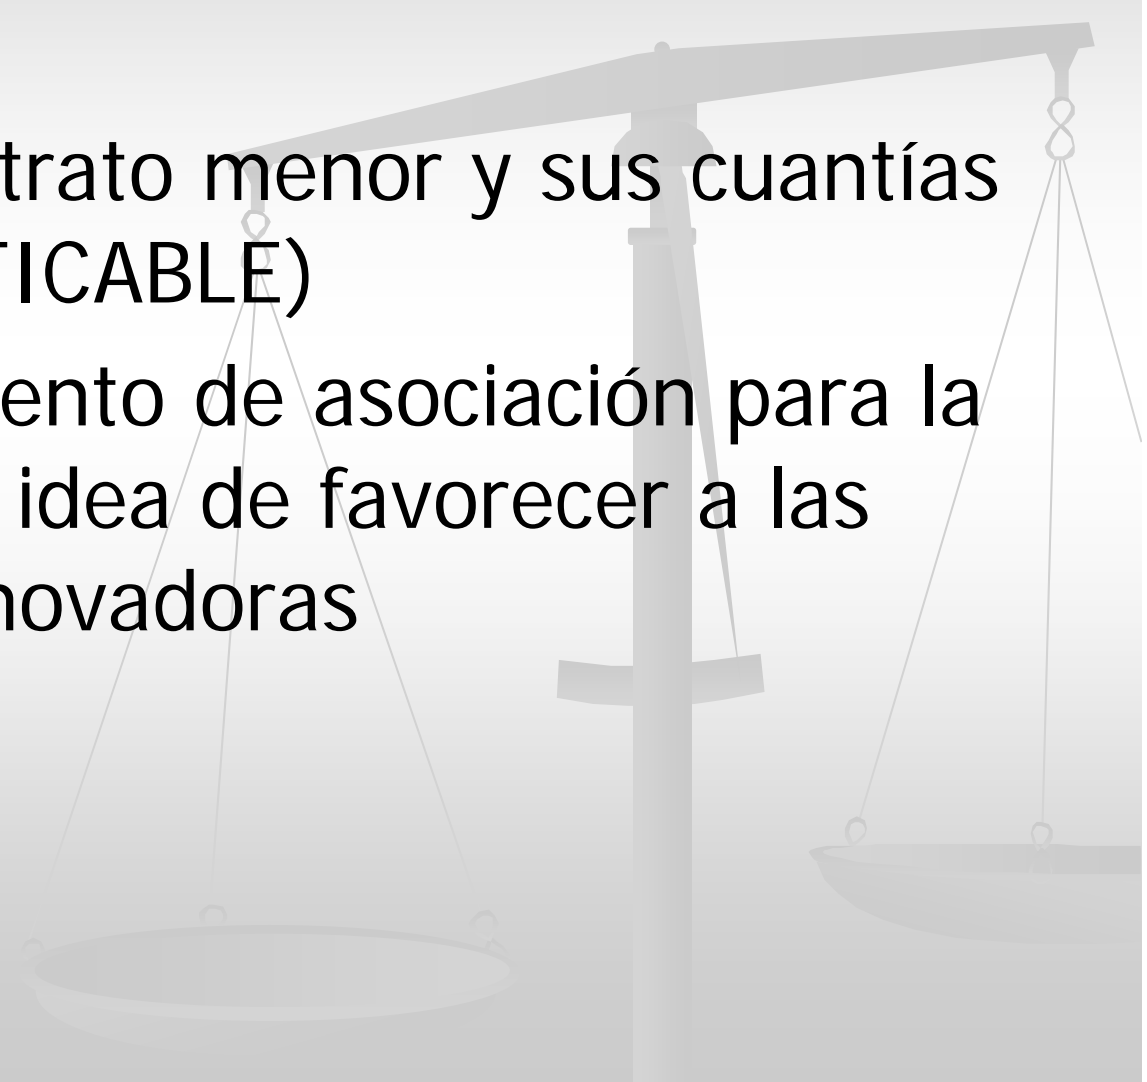 trato menor y sus cuantías
TICABLE)
ento de asociación para la
idea de favorecer a las
novadoras